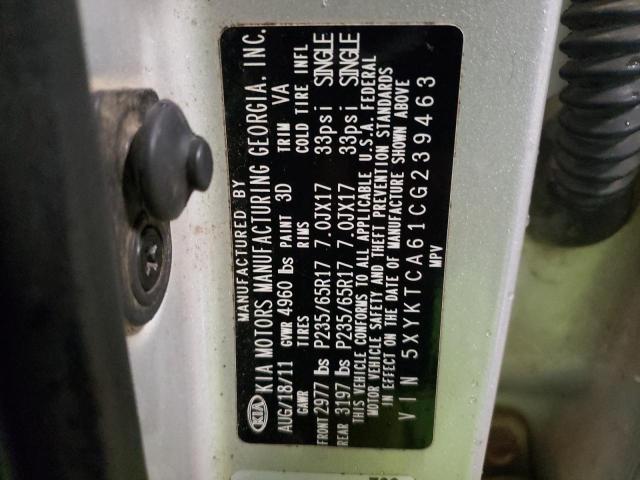 MANUFACTURED BY
KIA KIA MOTORS MANUFACTURING GEORGIA. INC.
AUG/18/11 GVWR 4960 lbs PAINT 3D TRIM VA
GAWR TIRES RIMS COLD TIRE INFL
FRONT 2977 lbs P235/65R17 7.0JX17 33psi SINGLE
REAR 3197 lbs P235/65R17 7.0JX17 33psi SINGLE
THIS VEHICLE CONFORMS TO ALL APPLICABLE U.S.A. FEDERAL
MOTOR VEHICLE SAFETY AND THEFT PREVENTION STANDARDS
IN EFFECT ON THE DATE OF MANUFACTURE SHOWN ABOVE
VIN 5XYKTCA61CG239463
MPV